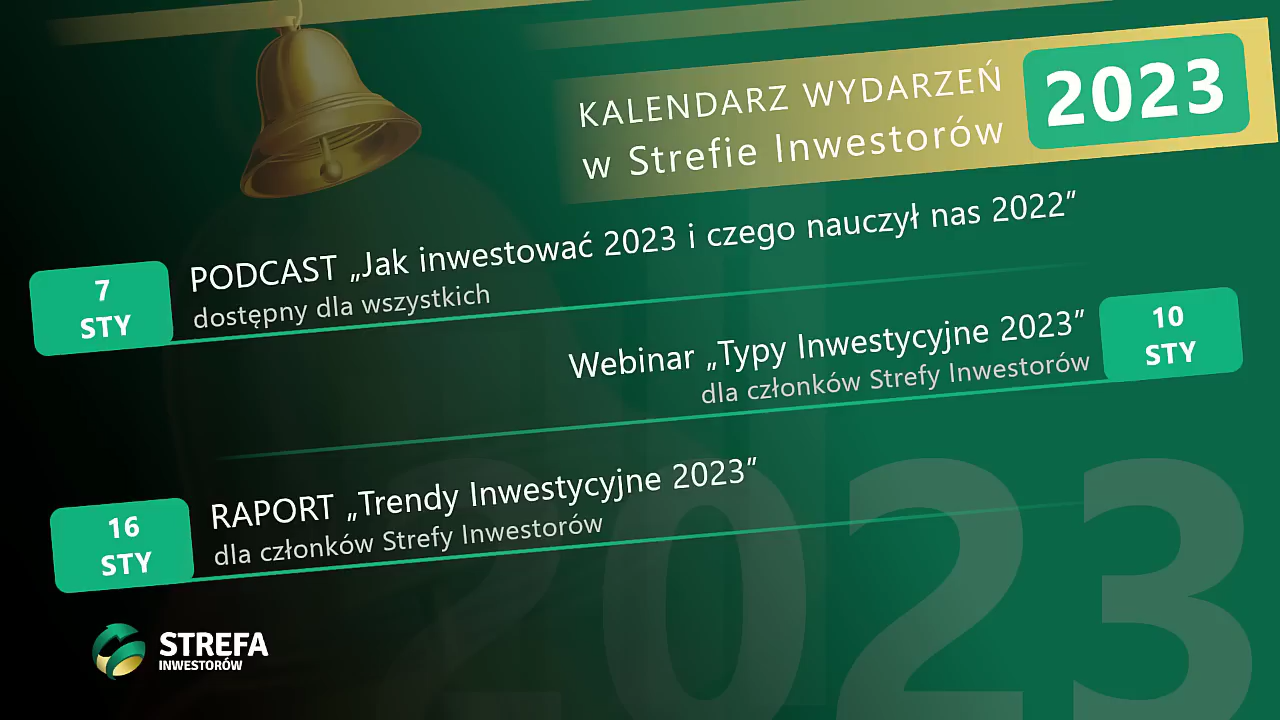 KALENDARZ WYDARZEŃ
w Strefie Inwestorów
2023
7
STY
PODCAST „Jak inwestować 2023 i czego nauczył nas 2022”
dostępny dla wszystkich
Webinar „Typy Inwestycyjne 2023”
dla członków Strefy Inwestorów
10
STY
16
STY
RAPORT „Trendy Inwestycyjne 2023”
dla członków Strefy Inwestorów
2023
STREFA
INWESTORÓW